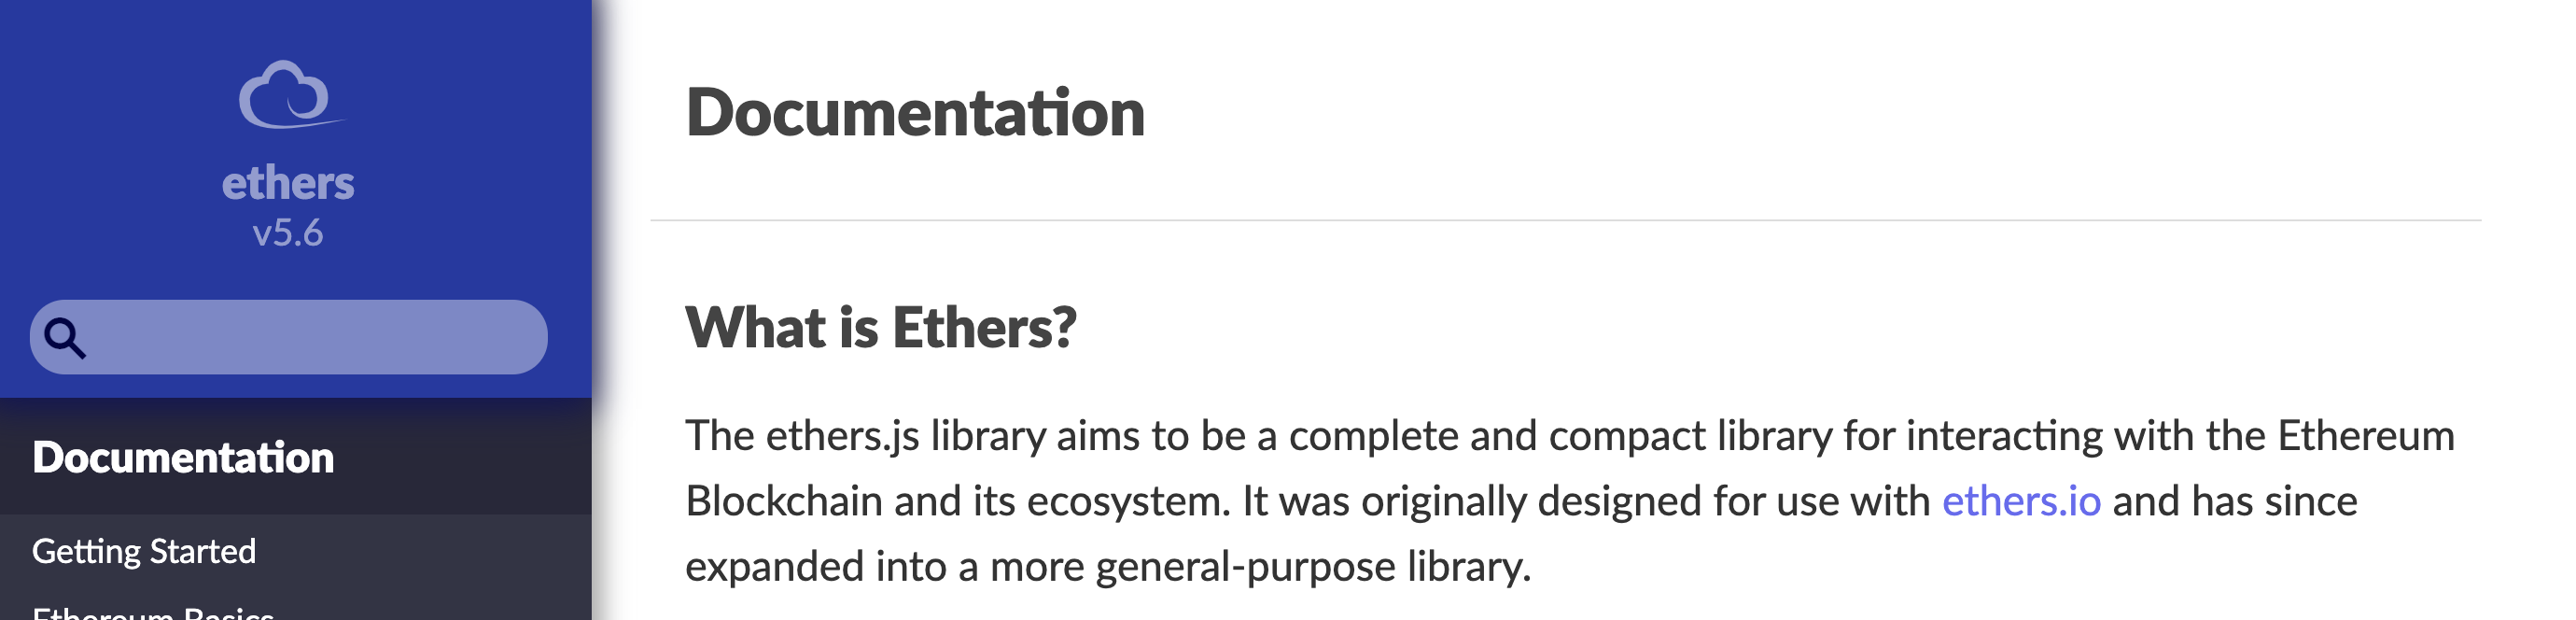 ethers
v5.6
Documentation
Getting Started
Ethereum Basics
Documentation
What is Ethers?
The ethers.js library aims to be a complete and compact library for interacting with the Ethereum
Blockchain and its ecosystem. It was originally designed for use with ethers.io and has since
expanded into a more general-purpose library.